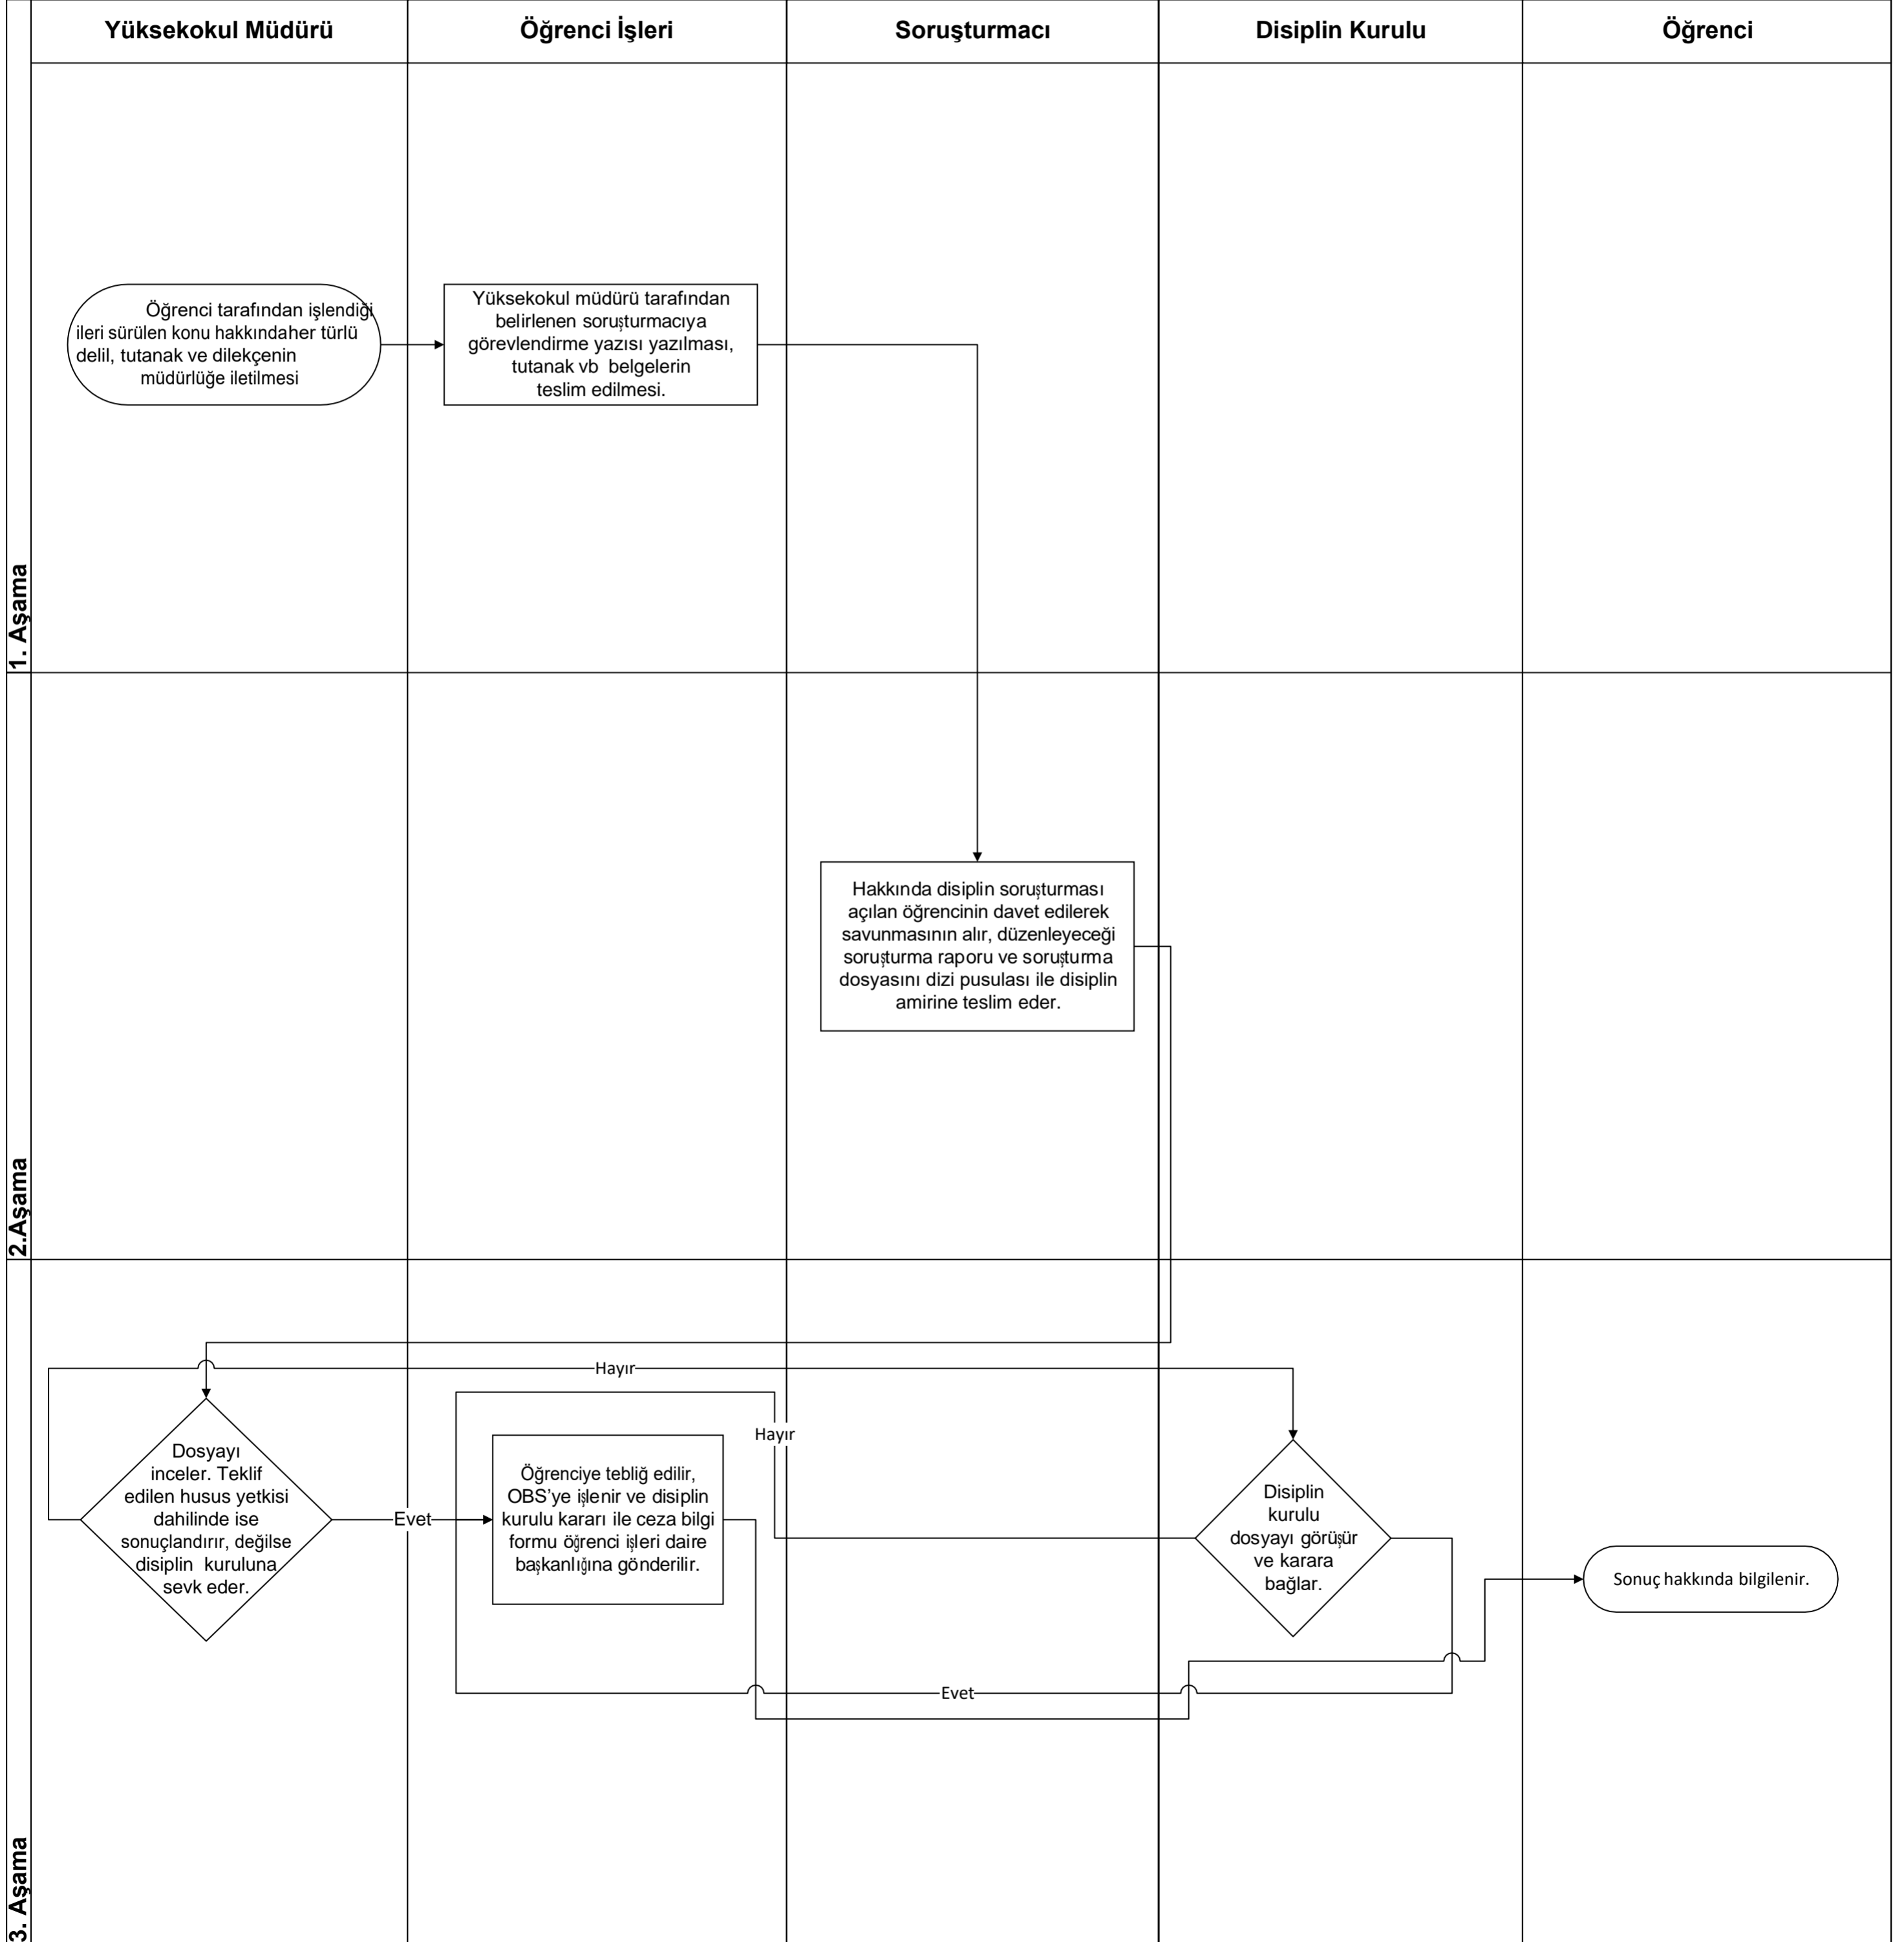 Yüksekokul Müdürü
Öğrenci İşleri
Soruşturmacı
Disiplin Kurulu
Öğrenci
1. Aşama
Öğrenci tarafından işlendiği
ileri sürülen konu hakkındaher türlü
delil, tutanak ve dilekçenin
müdürlüğe iletilmesi
Yüksekokul müdürü tarafından
belirlenen soruşturmacıya
görevlendirme yazısı yazılması,
tutanak vb belgelerin
teslim edilmesi.
2.Aşama
Hakkında disiplin soruşturması
açılan öğrencinin davet edilerek
savunmasının alır, düzenleyeceği
soruşturma raporu ve soruşturma
dosyasını dizi pusulası ile disiplin
amirine teslim eder.
3. Aşama
Hayır
Hayır
Dosyayı
inceler. Teklif
edilen husus yetkisi
dahilinde ise
sonuçlandırır, değilse
disiplin kuruluna
sevk eder.
Evet
Öğrenciye tebliğ edilir,
OBS'ye işlenir ve disiplin
kurulu kararı ile ceza bilgi
formu öğrenci işleri daire
başkanlığına gönderilir.
Disiplin
kurulu
dosyayı görüşür
ve karara
bağlar.
Sonuç hakkında bilgilenir.
Evet